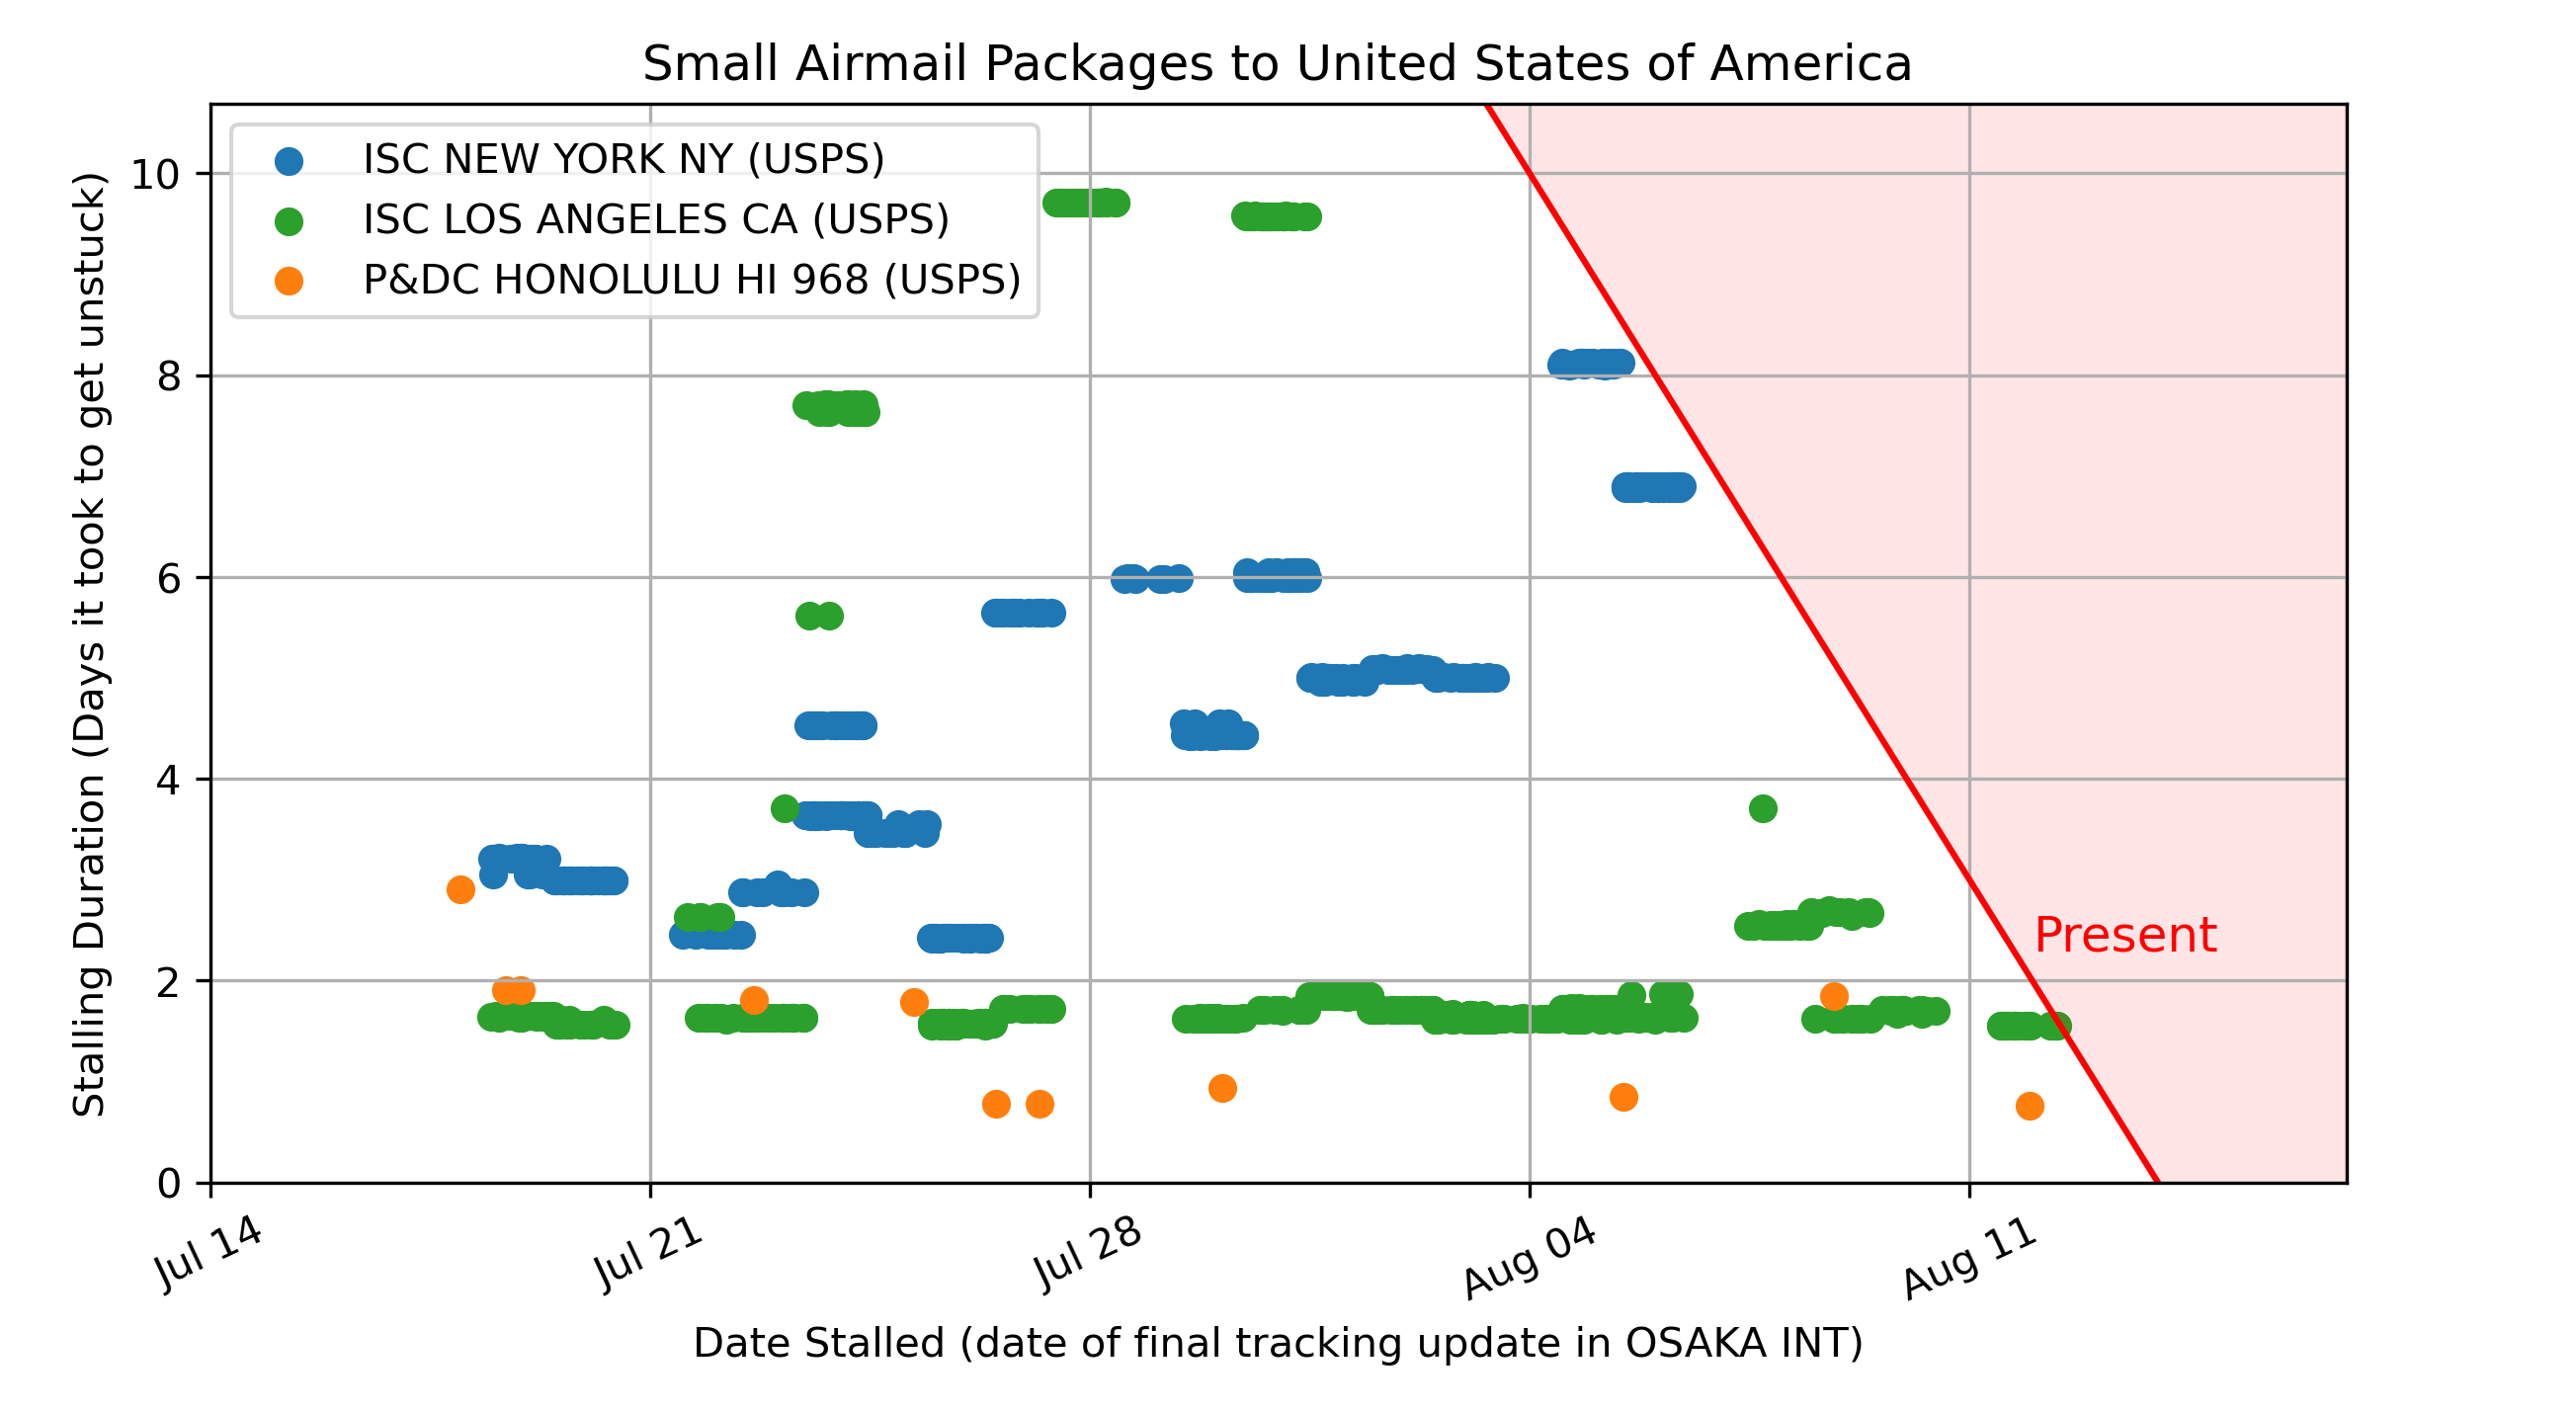 Small Airmail Packages to United States of America
ISC NEW YORK NY (USPS)
ISC LOS ANGELES CA (USPS)
P&DC HONOLULU HI 968 (USPS)
Stalling Duration (Days it took to get unstuck)
10
8
6
4
2
0
Present
Jul 14
Jul 21
Jul 28
Aug 04
Aug 11
Date Stalled (date of final tracking update in OSAKA INT)